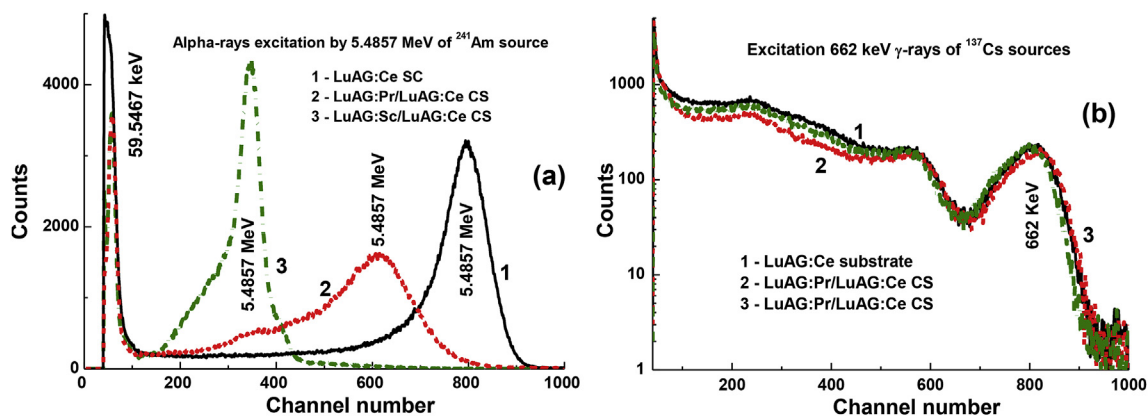 Alpha-rays excitation by 5.4857 MeV of ²⁴¹Am source
1 - LuAG:Ce SC
2 - LuAG:Pr/LuAG:Ce CS
3 - LuAG:Sc/LuAG:Ce CS
(a)
59.5467 keV
5.4857 MeV
5.4857 MeV
5.4857 MeV
3
2
1
Counts
4000
2000
0
0
200
400
600
800
1000
Channel number
Excitation 662 keV γ-rays of ¹³⁷Cs sources
(b)
1
2
3
662 KeV
1 - LuAG:Ce substrate
2 - LuAG:Pr/LuAG:Ce CS
3 - LuAG:Pr/LuAG:Ce CS
Counts
1000
100
10
1
200
400
600
800
1000
Channel number